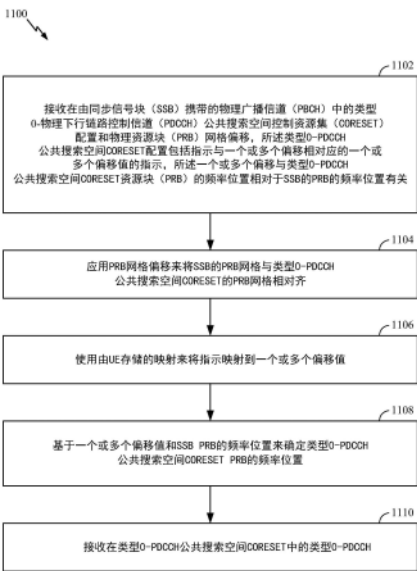 1100
1102
接收在由同步信号块（SSB）携带的物理广播信道（PBCH）中的类型
0-物理下行链路控制信道（PDCCH）公共搜索空间控制资源集（CORESET）
配置和物理资源块（PRB）网格偏移，所述类型0-PDCCH
公共搜索空间CORESET配置包括指示与一个或多个偏移相对应的一个或
多个偏移值的指示，所述一个或多个偏移与类型0-PDCCH
公共搜索空间CORESET资源块（PRB）的频率位置相对于SSB的PRB的频率位置有关
1104
应用PRB网格偏移来将SSB的PRB网格与类型0-PDCCH
公共搜索空间CORESET的PRB网格相对齐
1106
使用由UE存储的映射来将指示映射到一个或多个偏移值
1108
基于一个或多个偏移值和SSB PRB的频率位置来确定类型0-PDCCH
公共搜索空间CORESET PRB的频率位置
1110
接收在类型0-PDCCH公共搜索空间CORESET中的类型0-PDCCH